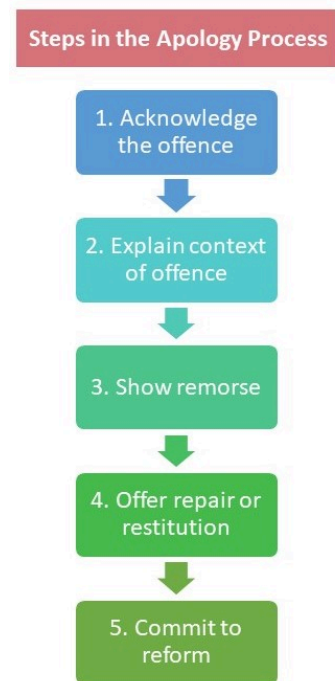 Steps in the Apology Process
1. Acknowledge
the offence
2. Explain context
of offence
3. Show remorse
4. Offer repair or
restitution
5. Commit to
reform